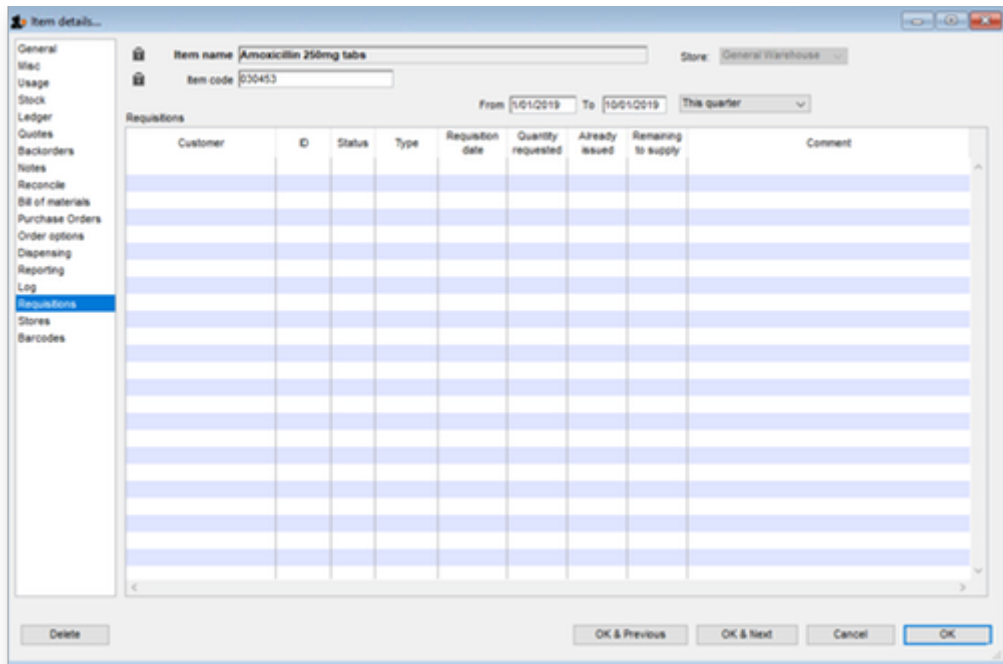 Item details...
General
Misc
Usage
Stock
Ledger
Quotes
Backorders
Notes
Reconcile
Bill of materials
Purchase Orders
Order options
Dispensing
Reporting
Log
Requisitions
Stores
Barcodes
Item name Amoxicillin 250mg tabs
Store: General Warehouse
Item code 030453
From 1/01/2019 To 10/01/2019 This quarter
Requisitions
Customer ID Status Type Requisition date Quantity requested Already issued Remaining to supply Comment
Delete OK & Previous OK & Next Cancel OK